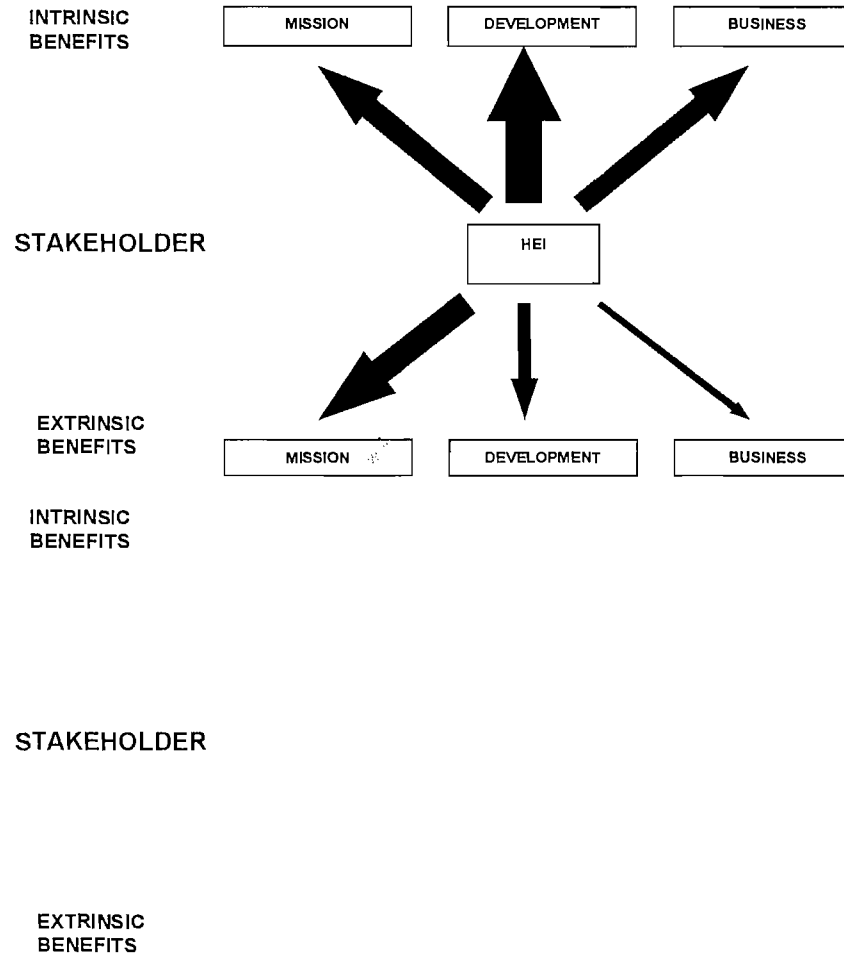 INTRINSIC
BENEFITS
MISSION
DEVELOPMENT
BUSINESS
STAKEHOLDER
HEI
EXTRINSIC
BENEFITS
MISSION
DEVELOPMENT
BUSINESS
INTRINSIC
BENEFITS
STAKEHOLDER
EXTRINSIC
BENEFITS